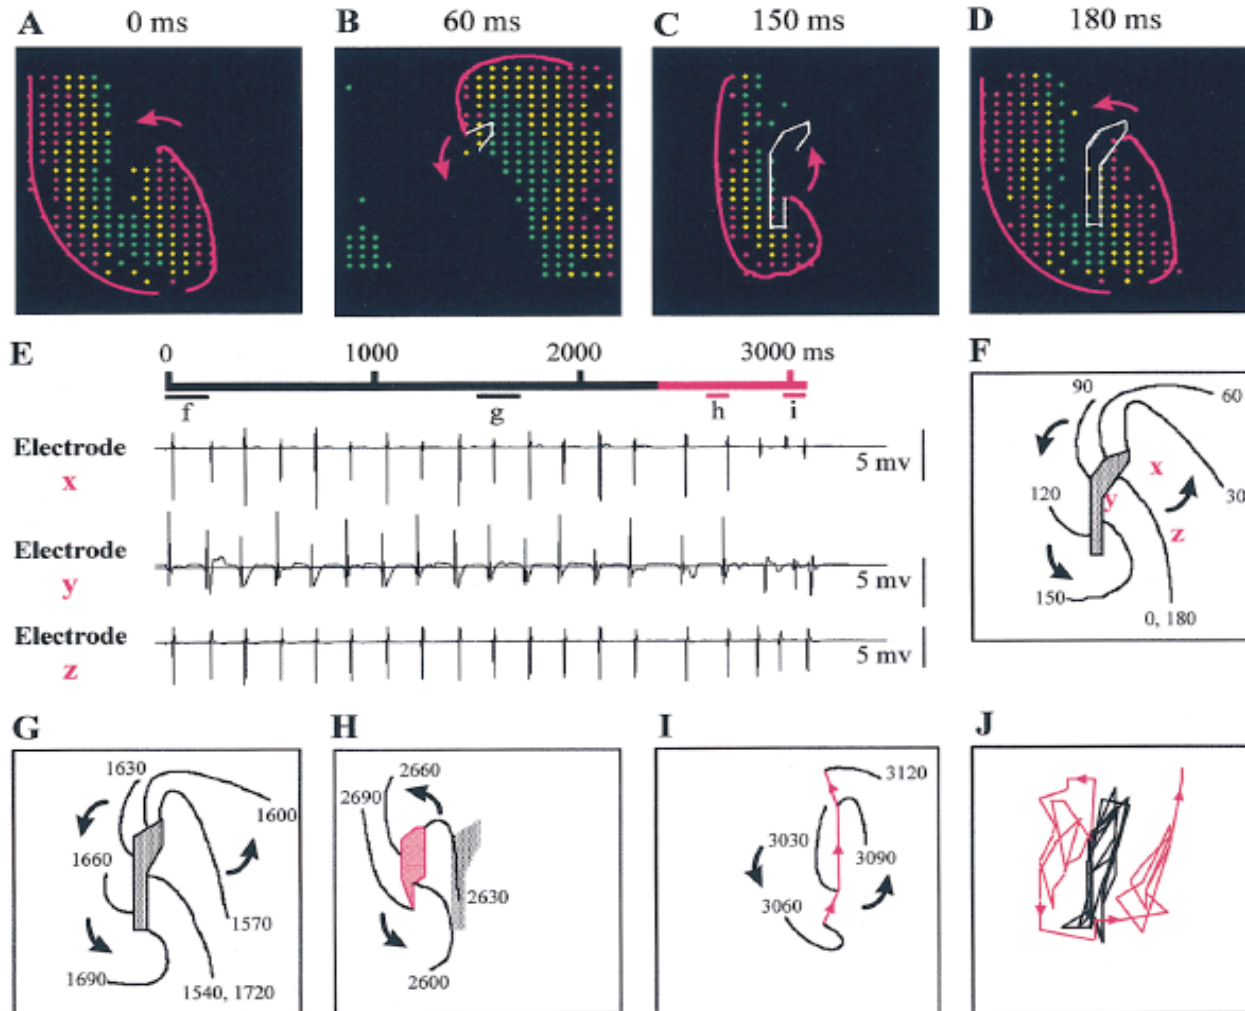 A 0 ms
B 60 ms
C 150 ms
D 180 ms
E 0 1000 2000 3000 ms
f g h i
Electrode
x
5 mv
Electrode
y
5 mv
Electrode
z
5 mv
F
90
60
x
120
y
30
z
150
0, 180
G
1630
1600
1660
1570
1690
1540, 1720
H
2660
2690
2630
2600
I
3120
3030
3090
3060
J